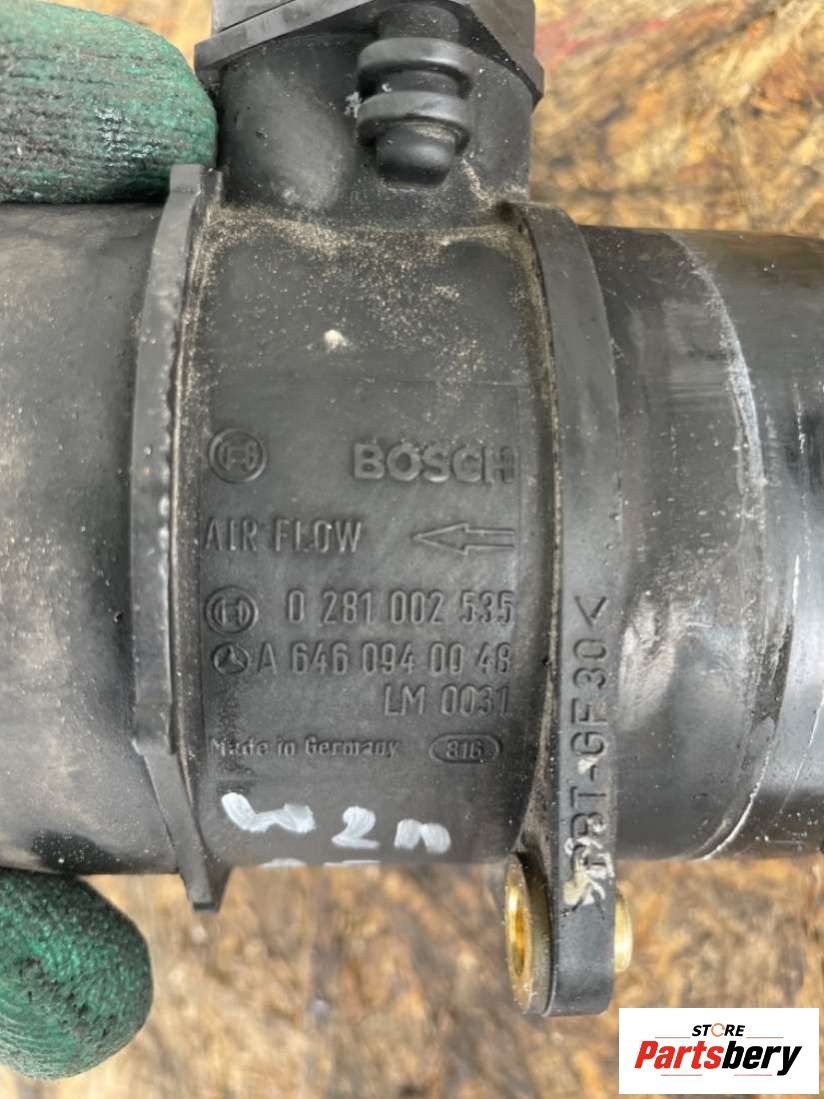 BOSCH
AIR FLOW
0 281 002 535
A 646 094 00 48
LM 0031
Made in Germany 816
>PBT-GF30<
STORE
Partsbery